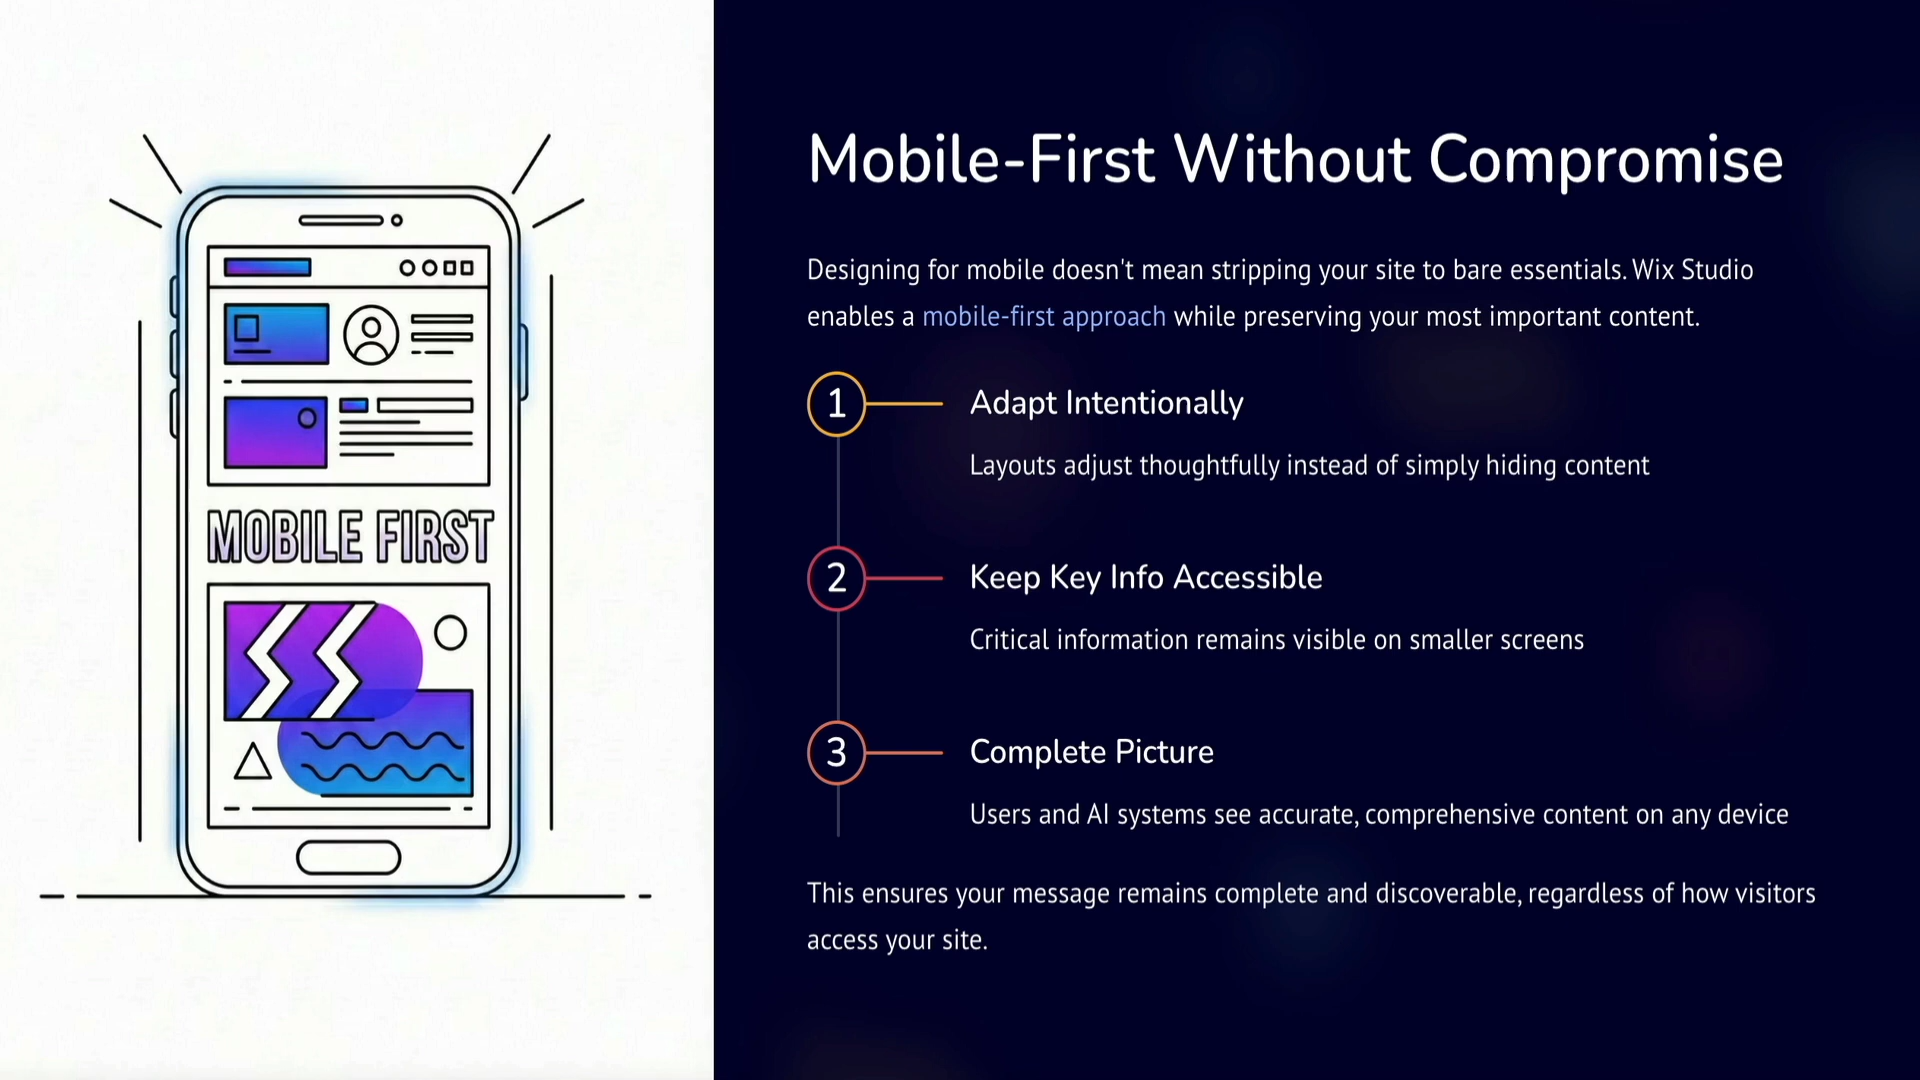 MOBILE FIRST
Mobile-First Without Compromise
Designing for mobile doesn't mean stripping your site to bare essentials. Wix Studio
enables a mobile-first approach while preserving your most important content.
1
Adapt Intentionally
Layouts adjust thoughtfully instead of simply hiding content
2
Keep Key Info Accessible
Critical information remains visible on smaller screens
3
Complete Picture
Users and AI systems see accurate, comprehensive content on any device
This ensures your message remains complete and discoverable, regardless of how visitors
access your site.